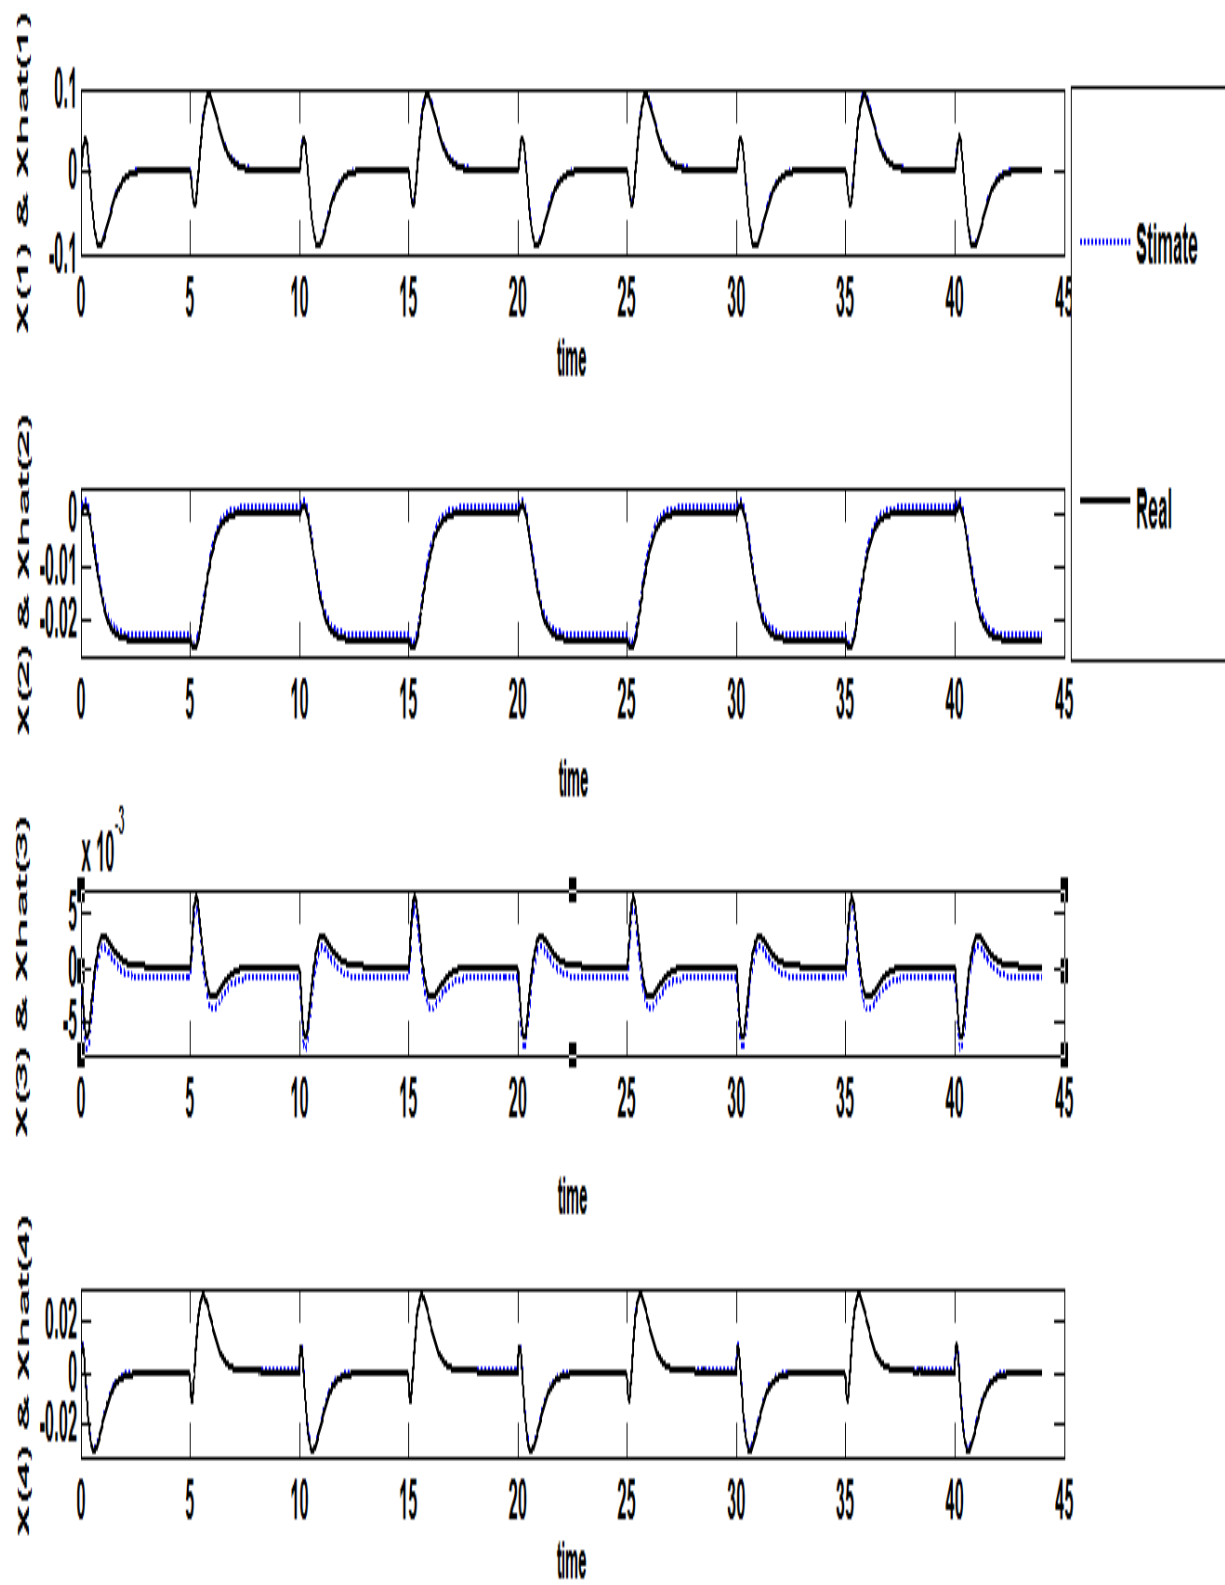 X(1) & Xhat(1)
0.1
0
-0.1
0 5 10 15 20 25 30 35 40 45
time
Stimate
Real
X(2) & Xhat(2)
0
-0.01
-0.02
0 5 10 15 20 25 30 35 40 45
time
X(3) & Xhat(3)
x 10-3
5
0
-5
0 5 10 15 20 25 30 35 40 45
time
X(4) & Xhat(4)
0.02
0
-0.02
0 5 10 15 20 25 30 35 40 45
time